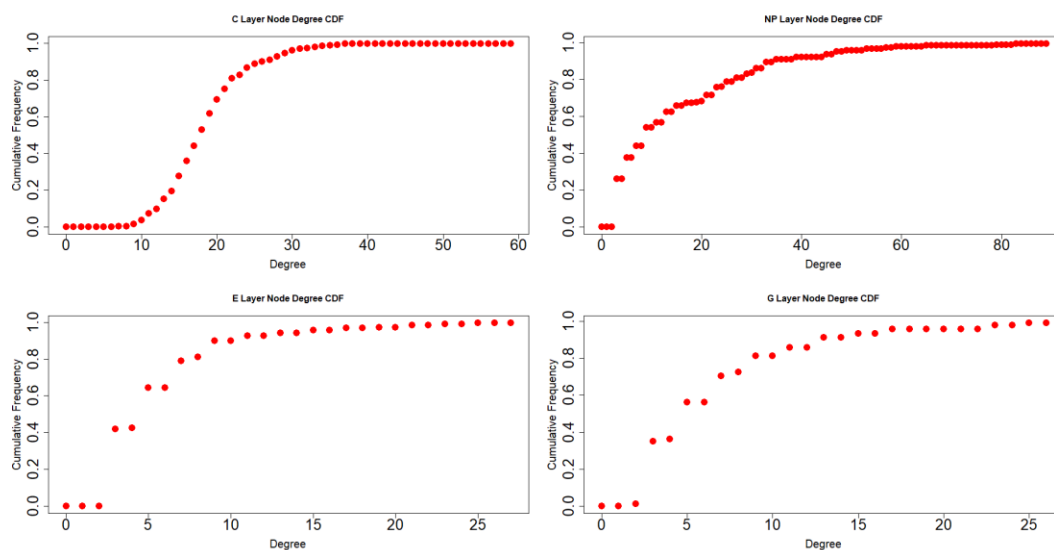 C Layer Node Degree CDF
Cumulative Frequency
0.0 0.2 0.4 0.6 0.8 1.0
0 10 20 30 40 50 60
Degree
NP Layer Node Degree CDF
Cumulative Frequency
0.0 0.2 0.4 0.6 0.8 1.0
0 20 40 60 80
Degree
E Layer Node Degree CDF
Cumulative Frequency
0.0 0.2 0.4 0.6 0.8 1.0
0 5 10 15 20 25
Degree
G Layer Node Degree CDF
Cumulative Frequency
0.0 0.2 0.4 0.6 0.8 1.0
0 5 10 15 20 25
Degree